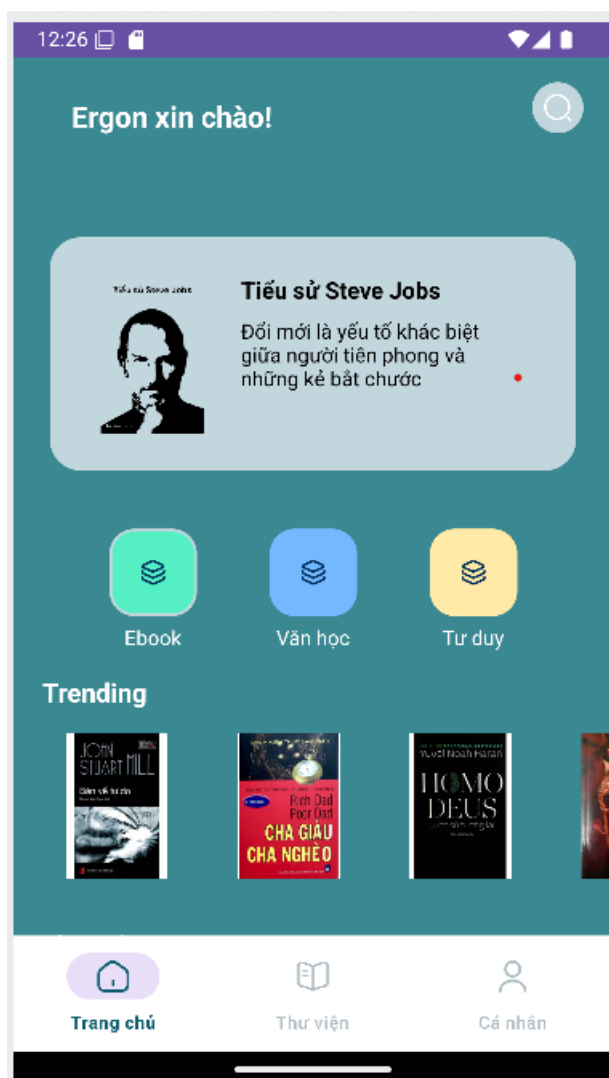 12:26
Ergon xin chào!
Tiểu sử Steve Jobs
Tiểu sử Steve Jobs
Đổi mới là yếu tố khác biệt
giữa người tiên phong và
những kẻ bắt chước
Ebook
Văn học
Tư duy
Trending
JOHN
STUART MILL
Bàn về tự do
Rich Dad
Poor Dad
CHA GIÀU
CHA NGHÈO
Yuval Noah Harari
HOMO
DEUS
Trang chủ
Thư viện
Cá nhân